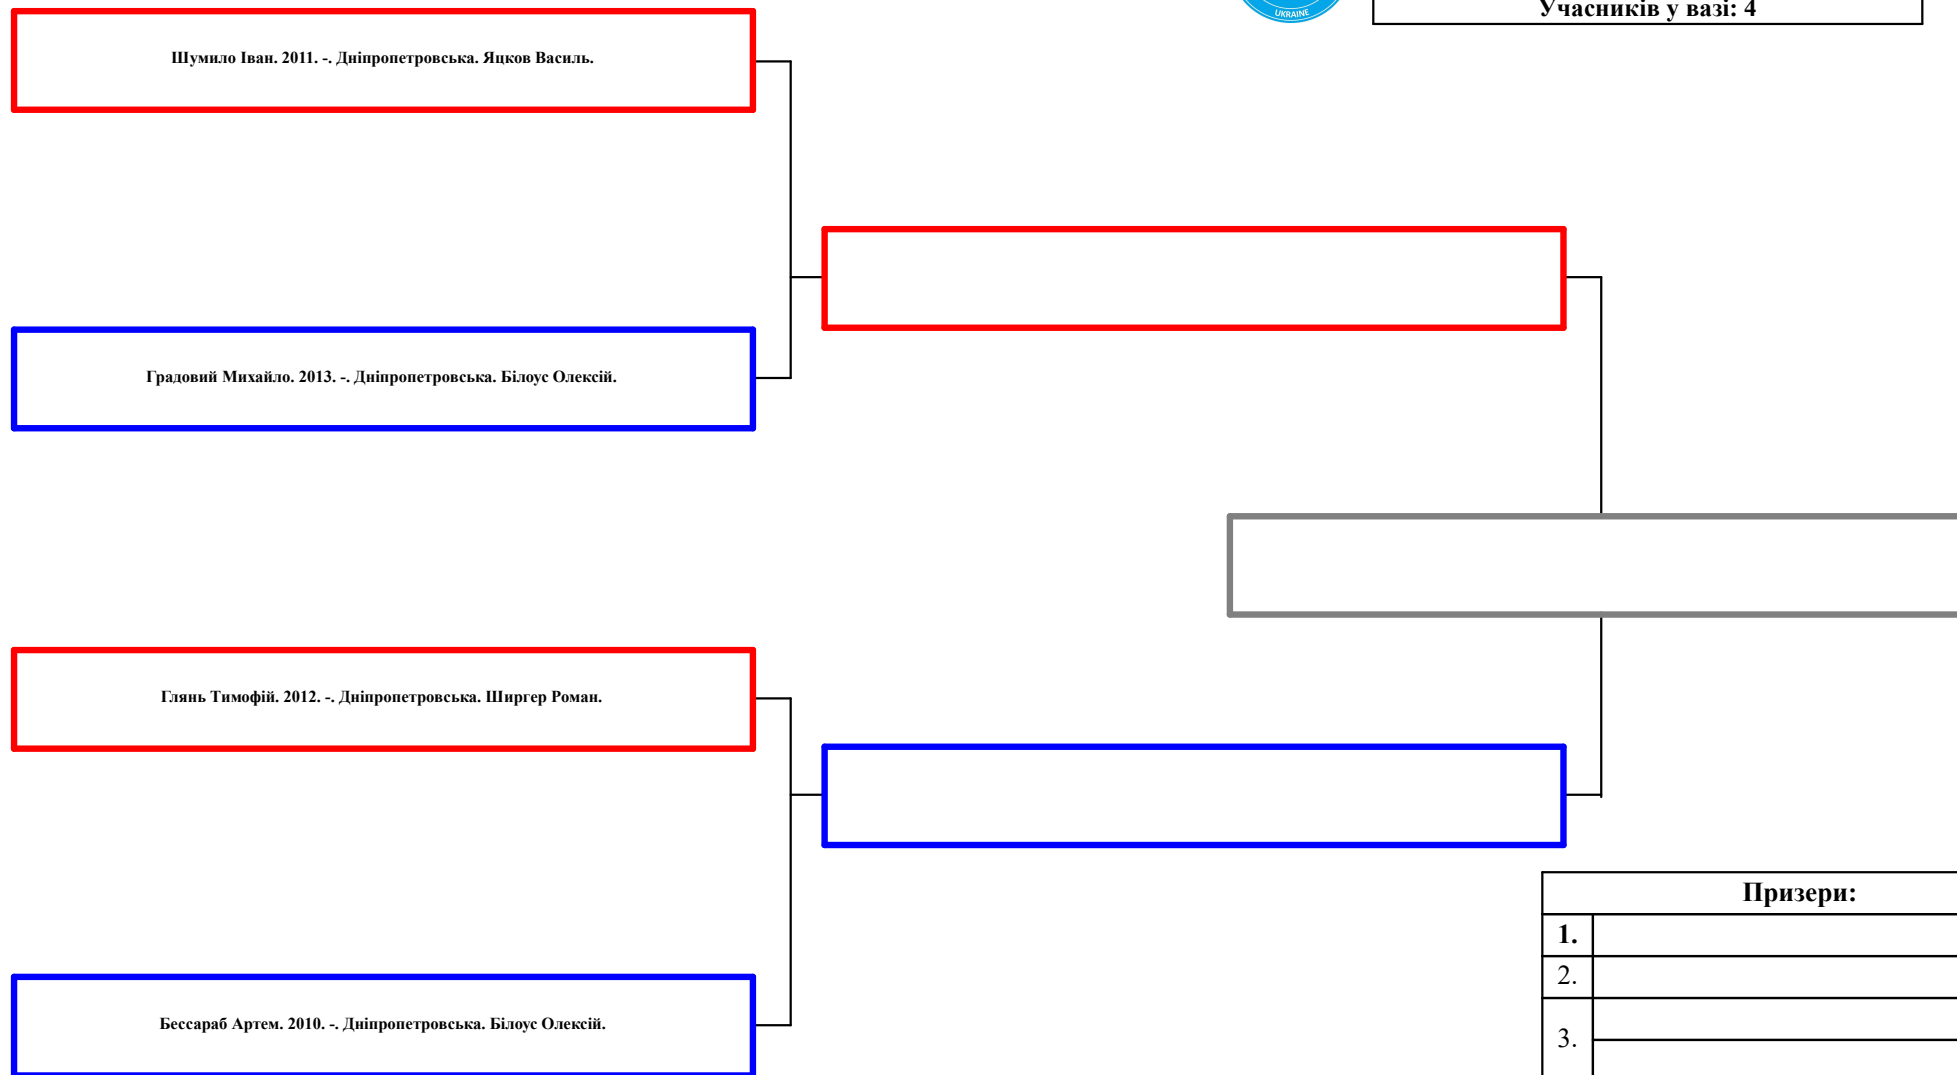 UKRAINE
Учасників у вазі: 4
Шумило Іван. 2011. -. Дніпропетровська. Яцков Василь.
Градовий Михайло. 2013. -. Дніпропетровська. Білоус Олексій.
Глянь Тимофій. 2012. -. Дніпропетровська. Ширгер Роман.
Бессараб Артем. 2010. -. Дніпропетровська. Білоус Олексій.
Призери:
1.
2.
3.